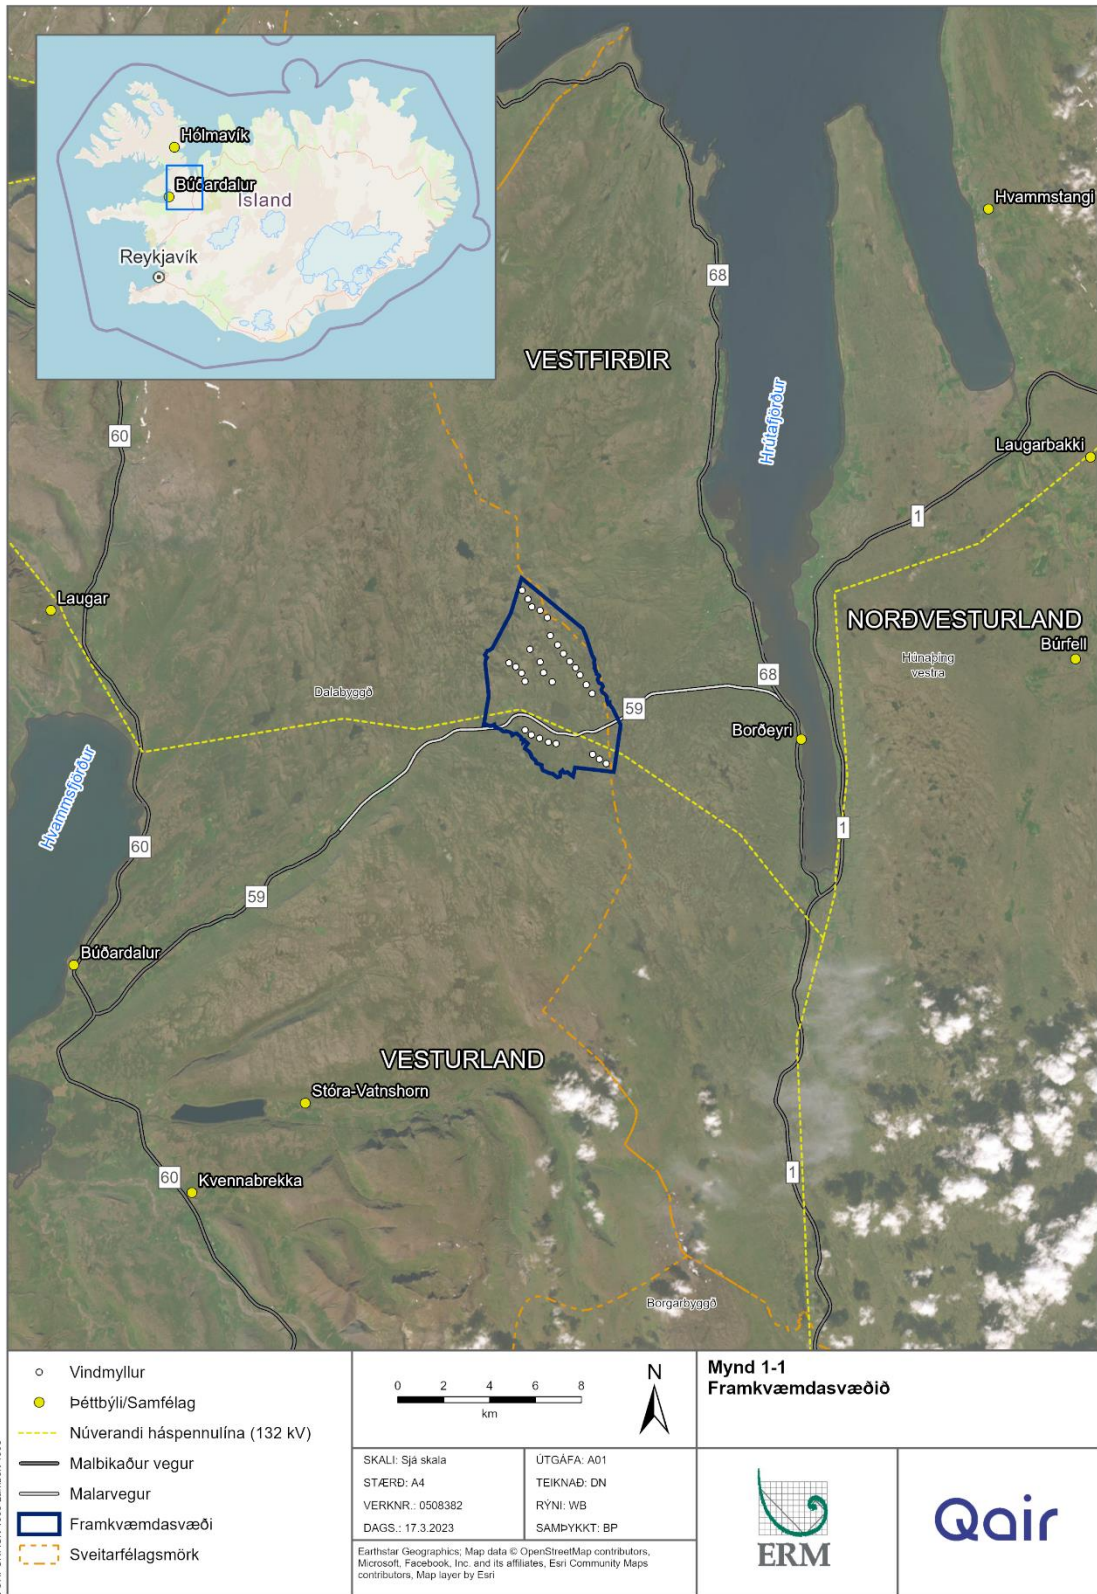 Hólmavík
Búðardalur
Ísland
Reykjavík
Hvammstangi
68
VESTFIRÐIR
Hrútafjörður
60
Laugarbakki
1
Laugar
NORÐVESTURLAND
Búrfell
Húnaþing
vestra
Dalabyggð
68
59
Borðeyri
Hvammsfjörður
60
1
59
Búðardalur
VESTURLAND
Stóra-Vatnshorn
60
Kvennabrekka
1
Borgarbyggð
Vindmyllur
Þéttbýli/Samfélag
Núverandi háspennulína (132 kV)
Malbikaður vegur
Malarvegur
Framkvæmdasvæði
Sveitarfélagsmörk
0 2 4 6 8
km
N
SKALI: Sjá skala
STÆRÐ: A4
VERKNR.: 0508382
DAGS.: 17.3.2023
ÚTGÁFA: A01
TEIKNAÐ: DN
RÝNI: WB
SAMÞYKKT: BP
Earthstar Geographics; Map data © OpenStreetMap contributors,
Microsoft, Facebook, Inc. and its affiliates, Esri Community Maps
contributors, Map layer by Esri
Mynd 1-1
Framkvæmdasvæðið
ERM
Qair